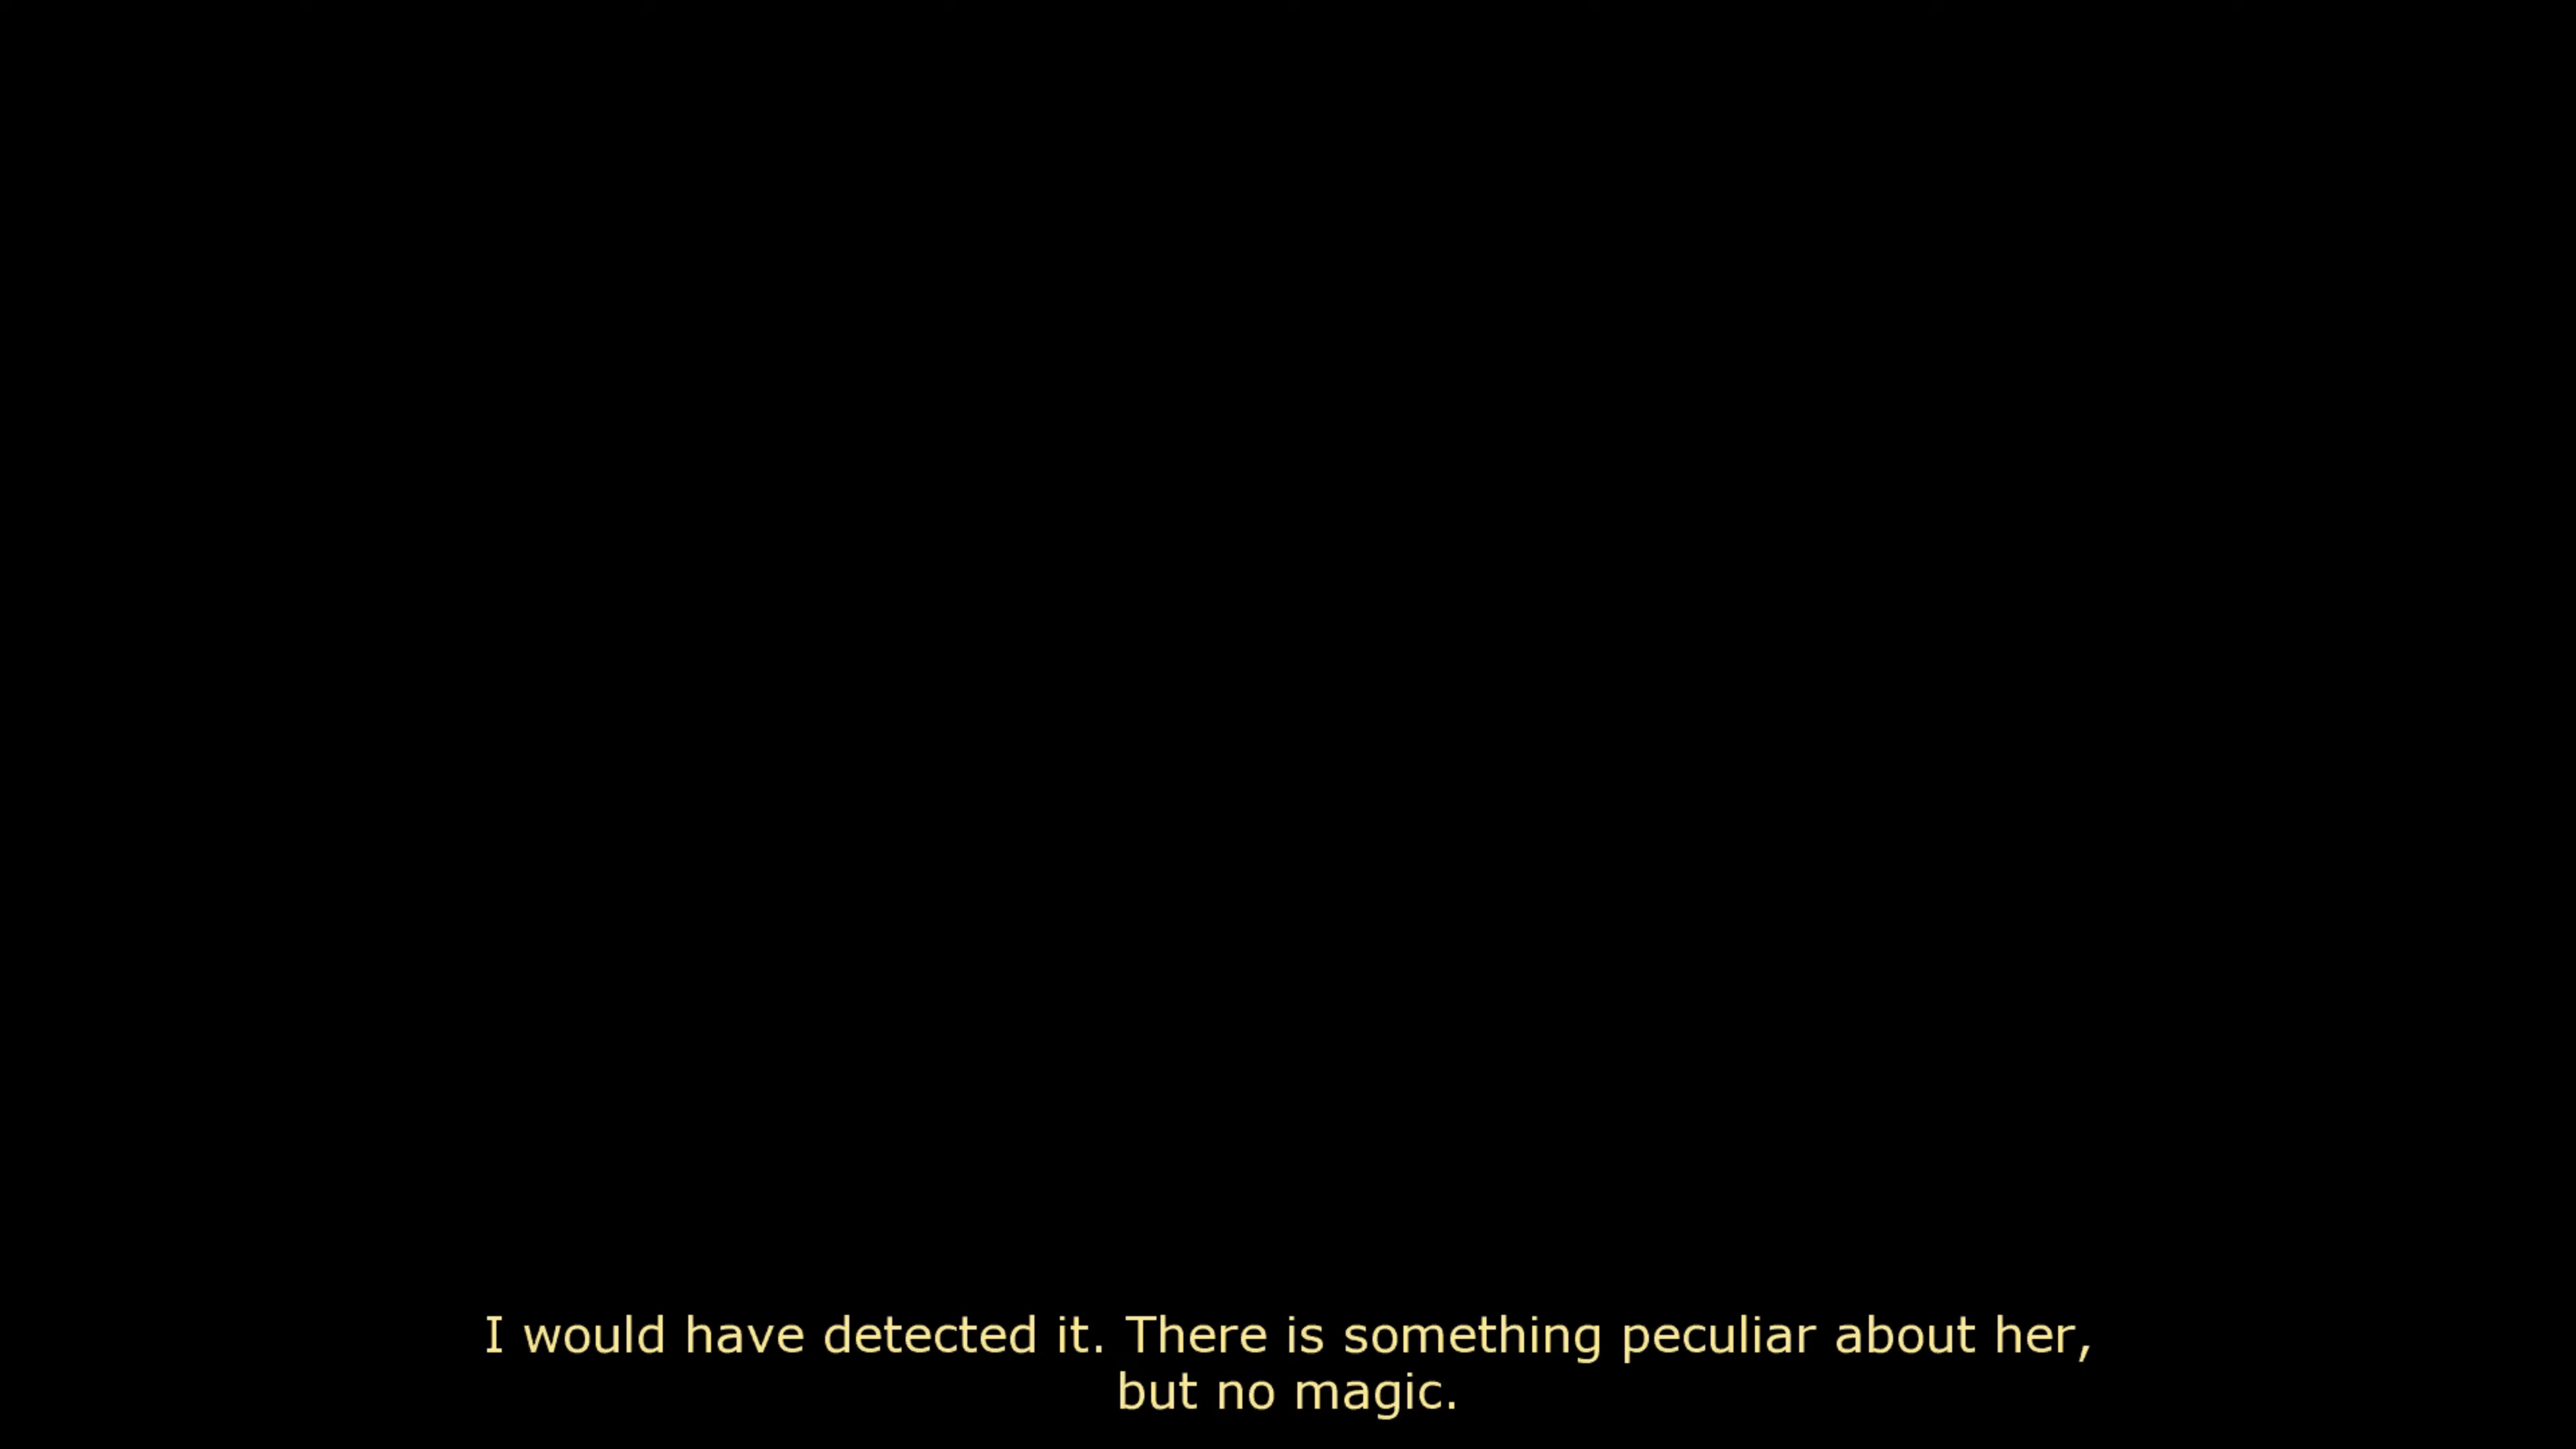 I would have detected it. There is something peculiar about her,
but no magic.